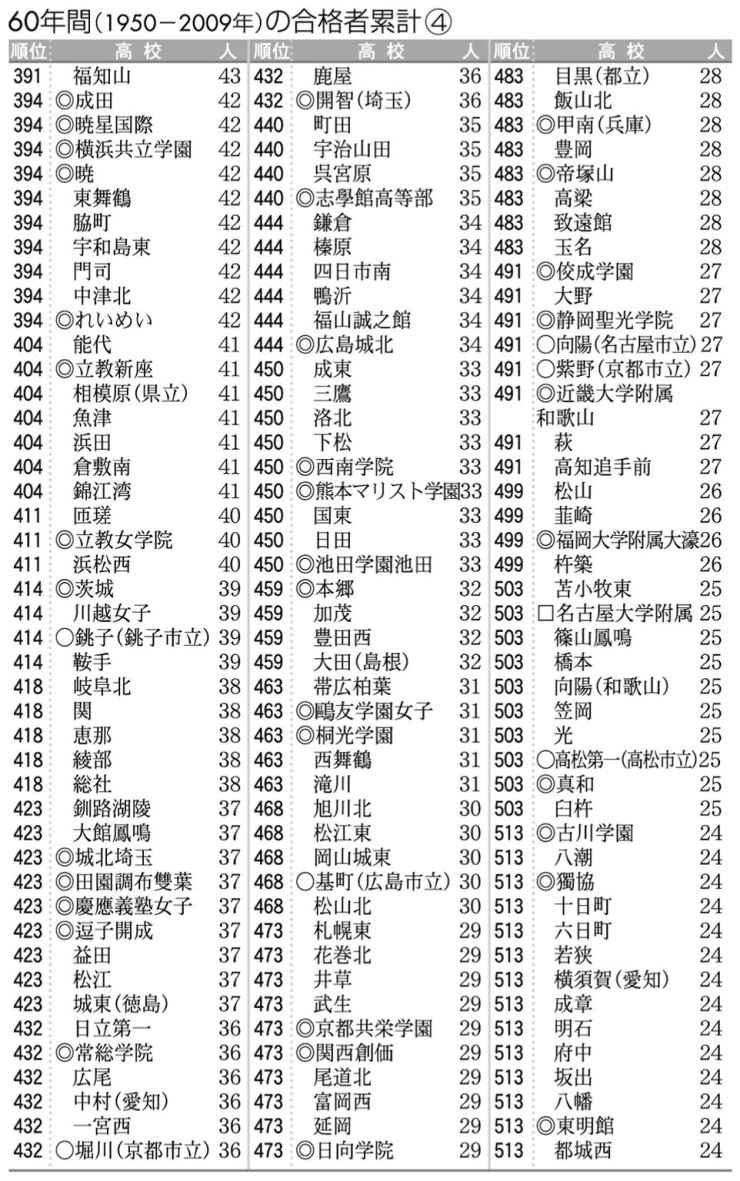 60年間(1950－2009年)の合格者累計④
順位 高校 人
391 福知山 43
394 ◎成田 42
394 ◎暁星国際 42
394 ◎横浜共立学園 42
394 ◎暁 42
394 東舞鶴 42
394 脇町 42
394 宇和島東 42
394 門司 42
394 中津北 42
394 ◎れいめい 42
404 能代 41
404 ◎立教新座 41
404 相模原(県立) 41
404 魚津 41
404 浜田 41
404 倉敷南 41
404 錦江湾 41
411 匝瑳 40
411 ◎立教女学院 40
411 浜松西 40
414 ◎茨城 39
414 川越女子 39
414 〇銚子(銚子市立) 39
414 鞍手 39
418 岐阜北 38
418 関 38
418 恵那 38
418 綾部 38
418 総社 38
423 釧路湖陵 37
423 大館鳳鳴 37
423 ◎城北埼玉 37
423 ◎田園調布雙葉 37
423 ◎慶應義塾女子 37
423 ◎逗子開成 37
423 益田 37
423 松江 37
423 城東(徳島) 37
432 日立第一 36
432 ◎常総学院 36
432 広尾 36
432 中村(愛知) 36
432 一宮西 36
432 〇堀川(京都市立) 36
順位 高校 人
432 鹿屋 36
432 ◎開智(埼玉) 36
440 町田 35
440 宇治山田 35
440 呉宮原 35
440 ◎志學館高等部 35
444 鎌倉 34
444 榛原 34
444 四日市南 34
444 鴨沂 34
444 福山誠之館 34
444 ◎広島城北 34
450 成東 33
450 三鷹 33
450 洛北 33
450 下松 33
450 ◎西南学院 33
450 ◎熊本マリスト学園 33
450 国東 33
450 日田 33
450 ◎池田学園池田 33
459 ◎本郷 32
459 加茂 32
459 豊田西 32
459 大田(島根) 32
463 帯広柏葉 31
463 ◎鷗友学園女子 31
463 ◎桐光学園 31
463 西舞鶴 31
463 滝川 31
468 旭川北 30
468 松江東 30
468 岡山城東 30
468 〇基町(広島市立) 30
468 松山北 30
473 札幌東 29
473 花巻北 29
473 井草 29
473 武生 29
473 ◎京都共栄学園 29
473 ◎関西創価 29
473 尾道北 29
473 富岡西 29
473 延岡 29
473 ◎日向学院 29
順位 高校 人
483 目黒(都立) 28
483 飯山北 28
483 ◎甲南(兵庫) 28
483 豊岡 28
483 ◎帝塚山 28
483 高梁 28
483 致遠館 28
483 玉名 28
491 ◎佼成学園 27
491 大野 27
491 ◎静岡聖光学院 27
491 〇向陽(名古屋市立) 27
491 〇紫野(京都市立) 27
491 ◎近畿大学附属
和歌山 27
491 萩 27
491 高知追手前 27
499 松山 26
499 韮崎 26
499 ◎福岡大学附属大濠 26
499 杵築 26
503 苫小牧東 25
503 □名古屋大学附属 25
503 篠山鳳鳴 25
503 橋本 25
503 向陽(和歌山) 25
503 笠岡 25
503 光 25
503 〇高松第一(高松市立) 25
503 ◎真和 25
503 臼杵 25
513 ◎古川学園 24
513 八潮 24
513 ◎獨協 24
513 十日町 24
513 六日町 24
513 若狭 24
513 横須賀(愛知) 24
513 成章 24
513 明石 24
513 府中 24
513 坂出 24
513 八幡 24
513 ◎東明館 24
513 都城西 24